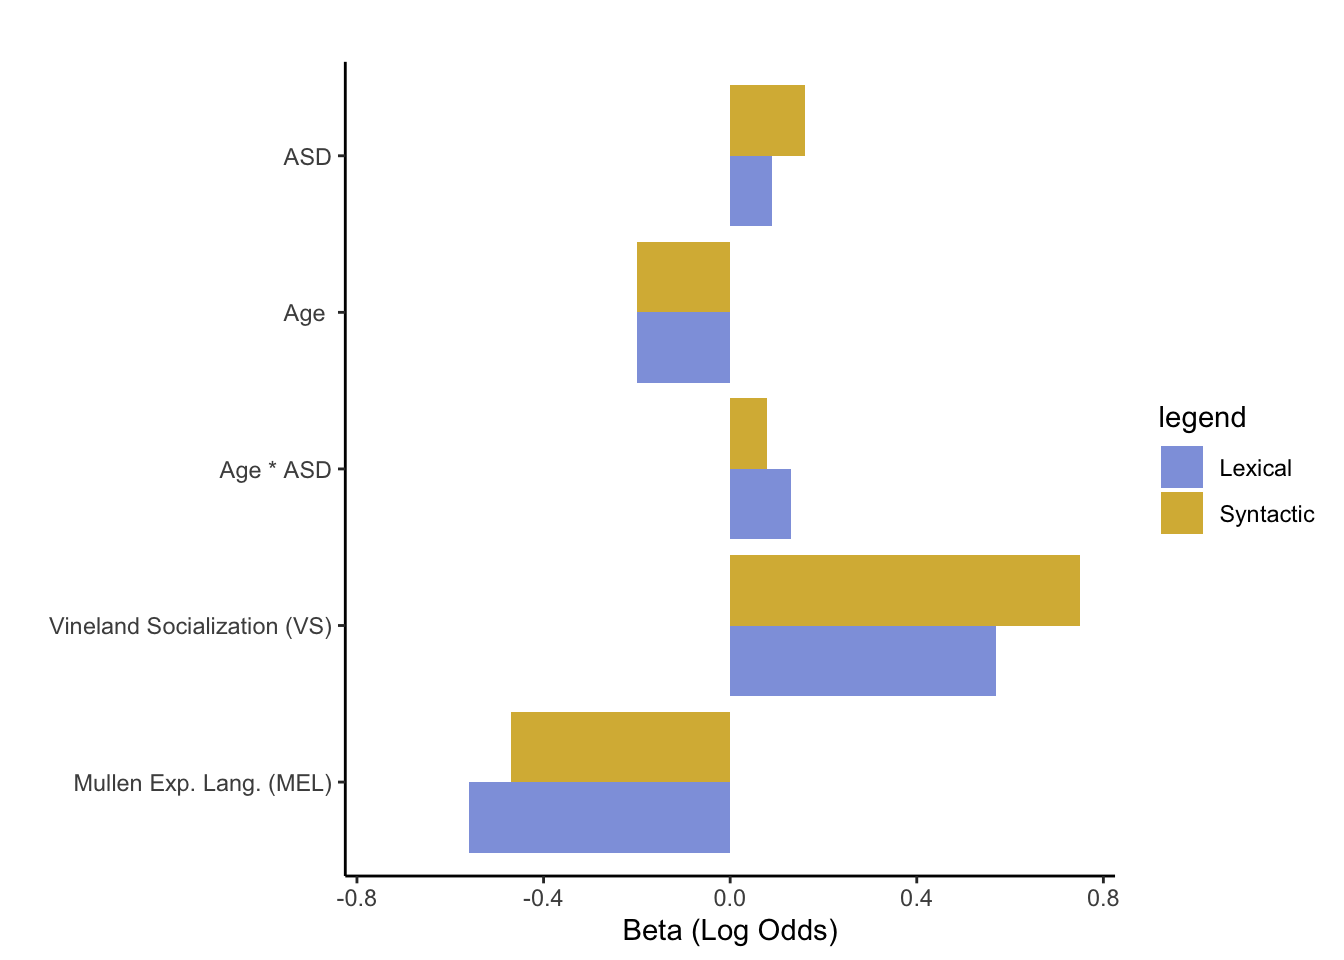 ASD
Age
Age * ASD
Vineland Socialization (VS)
Mullen Exp. Lang. (MEL)
-0.8
-0.4
0.0
0.4
0.8
Beta (Log Odds)
legend
Lexical
Syntactic